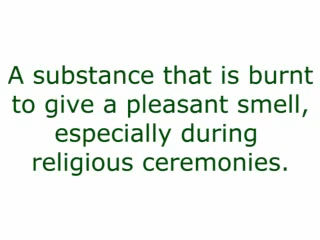 A substance that is burnt
to give a pleasant smell,
especially during
religious ceremonies.